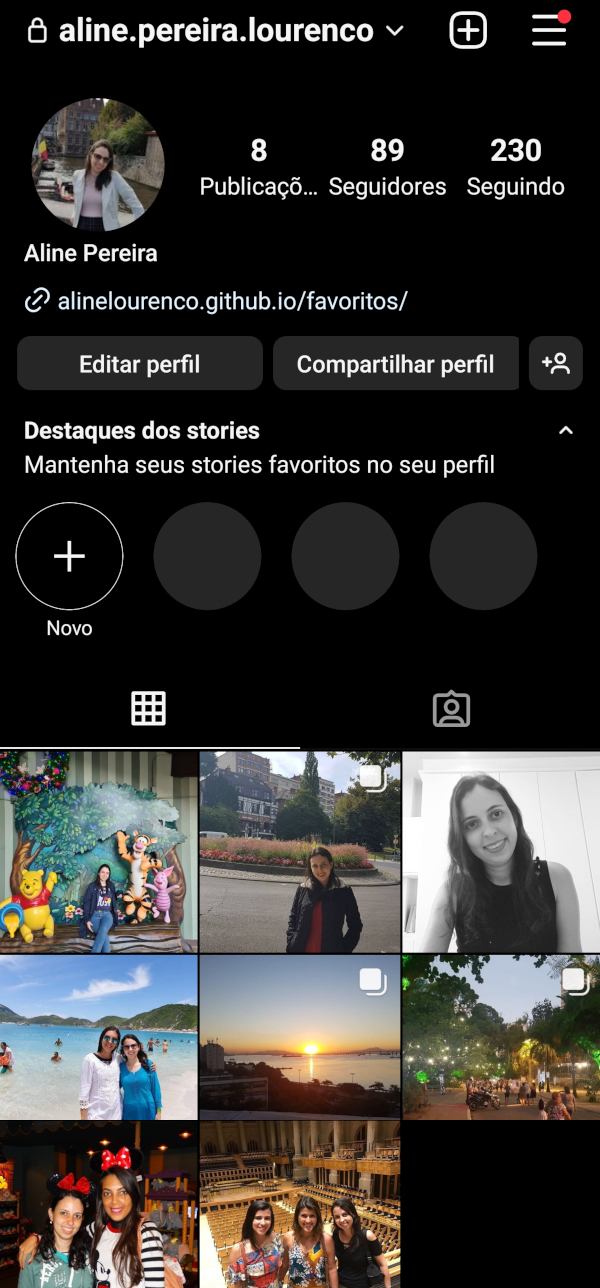 aline.pereira.lourenco
8 89 230
Publicaçõ... Seguidores Seguindo
Aline Pereira
alinelourenco.github.io/favoritos/
Editar perfil Compartilhar perfil
Destaques dos stories
Mantenha seus stories favoritos no seu perfil
Novo